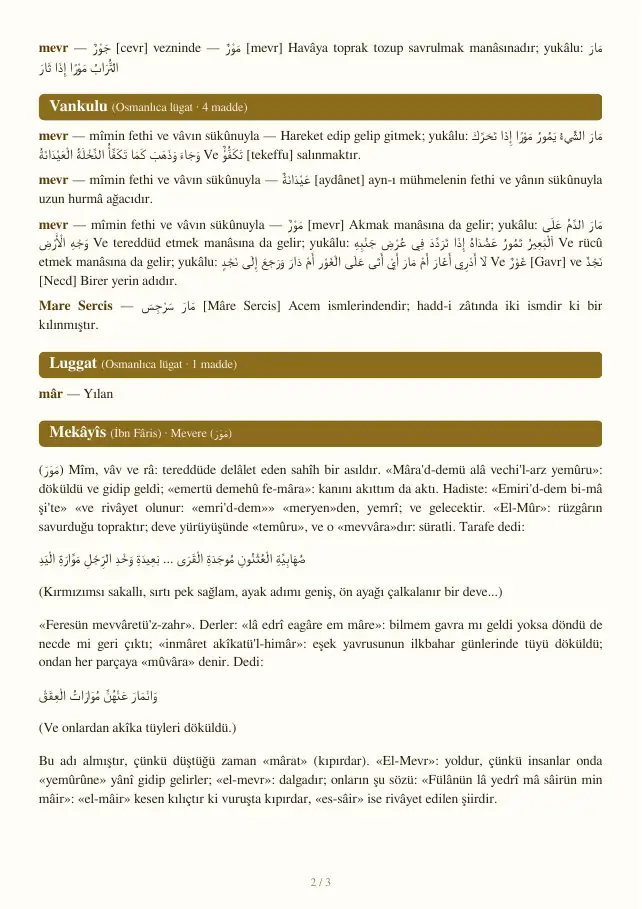 mevr — جَوْرٌ [cevr] vezninde — مَوْرٌ [mevr] Havâya toprak tozup savrulmak manâsınadır; yukâlu: مَارَ
التُّرَابُ مَوْرًا إِذَا ثَارَ
Vankulu (Osmanlıca lügat · 4 madde)
mevr — mîmin fethi ve vâvın sükûnuyla — Hareket edip gelip gitmek; yukâlu: مَارَ الشَّيْءُ يَمُورُ مَوْرًا إِذَا تَحَرَّكَ
وَجَاءَ وَذَهَبَ كَمَا تَكَفَّأُ النَّخْلَةُ الْعَيْدَانَةُ Ve تَكَفُّؤٌ [tekeffu] salınmaktır.
mevr — mîmin fethi ve vâvın sükûnuyla — عَيْدَانَةٌ [aydânet] ayn-ı mühmelenin fethi ve yânın sükûnuyla
uzun hurmâ ağacıdır.
mevr — mîmin fethi ve vâvın sükûnuyla — مَوْرٌ [mevr] Akmak manâsına da gelir; yukâlu: مَارَ الدَّمُ عَلَى
وَجْهِ الْأَرْضِ Ve tereddüd etmek manâsına da gelir; yukâlu: اَلْبَعِيرُ تَمُورُ عَضُدَاهُ إِذَا تَرَدَّدَ فِي عُرْضِ جَنْبِهِ Ve rücû
etmek manâsına da gelir; yukâlu: لَا أَدْرِي أَغَارَ أَمْ مَارَ أَيْ أَتَى عَلَى الْغَوْرِ أَمْ دَارَ وَرَجَعَ إِلَى نَجْدٍ Ve غَوْرٌ [Gavr] ve نَجْدٌ
[Necd] Birer yerin adıdır.
Mare Sercis — مَارَ سَرْجِسَ [Mâre Sercis] Acem ismlerindendir; hadd-i zâtında iki ismdir ki bir
kılınmıştır.
Luggat (Osmanlıca lügat · 1 madde)
mâr — Yılan
Mekâyîs (İbn Fâris) · Mevere (مَوَرَ)
(مَوَرَ) Mîm, vâv ve râ: tereddüde delâlet eden sahîh bir asıldır. «Mâra'd-demü alâ vechi'l-arz yemûru»:
döküldü ve gidip geldi; «emertü demehû fe-mâra»: kanını akıttım da aktı. Hadiste: «Emiri'd-dem bi-mâ
şi'te» «ve rivâyet olunur: «emri'd-dem»» «meryen»den, yemrî; ve gelecektir. «El-Mûr»: rüzgârın
savurduğu topraktır; deve yürüyüşünde «temûru», ve o «mevvâra»dır: süratli. Tarafe dedi:
صُهَابِيَّةِ الْعُثْنُونِ مُوجَدَةِ الْقَرَى ... بَعِيدَةِ وَخْدِ الرِّجْلِ مَوَّارَةِ الْيَدِ
(Kırmızımsı sakallı, sırtı pek sağlam, ayak adımı geniş, ön ayağı çalkalanır bir deve...)
«Feresün mevvâretü'z-zahr». Derler: «lâ edrî eagâre em mâre»: bilmem gavra mı geldi yoksa döndü de
necde mi geri çıktı; «inmâret akîkatü'l-himâr»: eşek yavrusunun ilkbahar günlerinde tüyü döküldü;
ondan her parçaya «mûvâra» denir. Dedi:
وَانْمَارَ عَنْهُنَّ مُوَارَاتُ الْعِقَقْ
(Ve onlardan akîka tüyleri döküldü.)
Bu adı almıştır, çünkü düştüğü zaman «mârat» (kıpırdar). «El-Mevr»: yoldur, çünkü insanlar onda
«yemûrûne» yânî gidip gelirler; «el-mevr»: dalgadır; onların şu sözü: «Fülânün lâ yedrî mâ sâirün min
mâir»: «el-mâir» kesen kılıçtır ki vuruşta kıpırdar, «es-sâir» ise rivâyet edilen şiirdir.
2 / 3